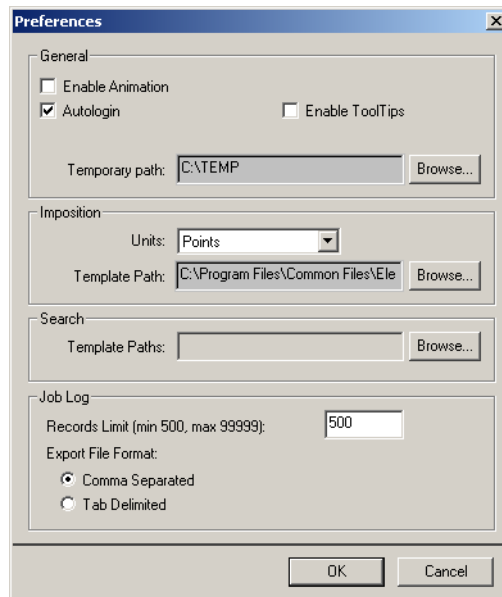 Preferences
General
Enable Animation
Autologin Enable ToolTips
Temporary path: C:\TEMP Browse...
Imposition
Units: Points
Template Path: C:\Program Files\Common Files\Ele Browse...
Search
Template Paths: Browse...
Job Log
Records Limit (min 500, max 99999): 500
Export File Format:
Comma Separated
Tab Delimited
OK Cancel